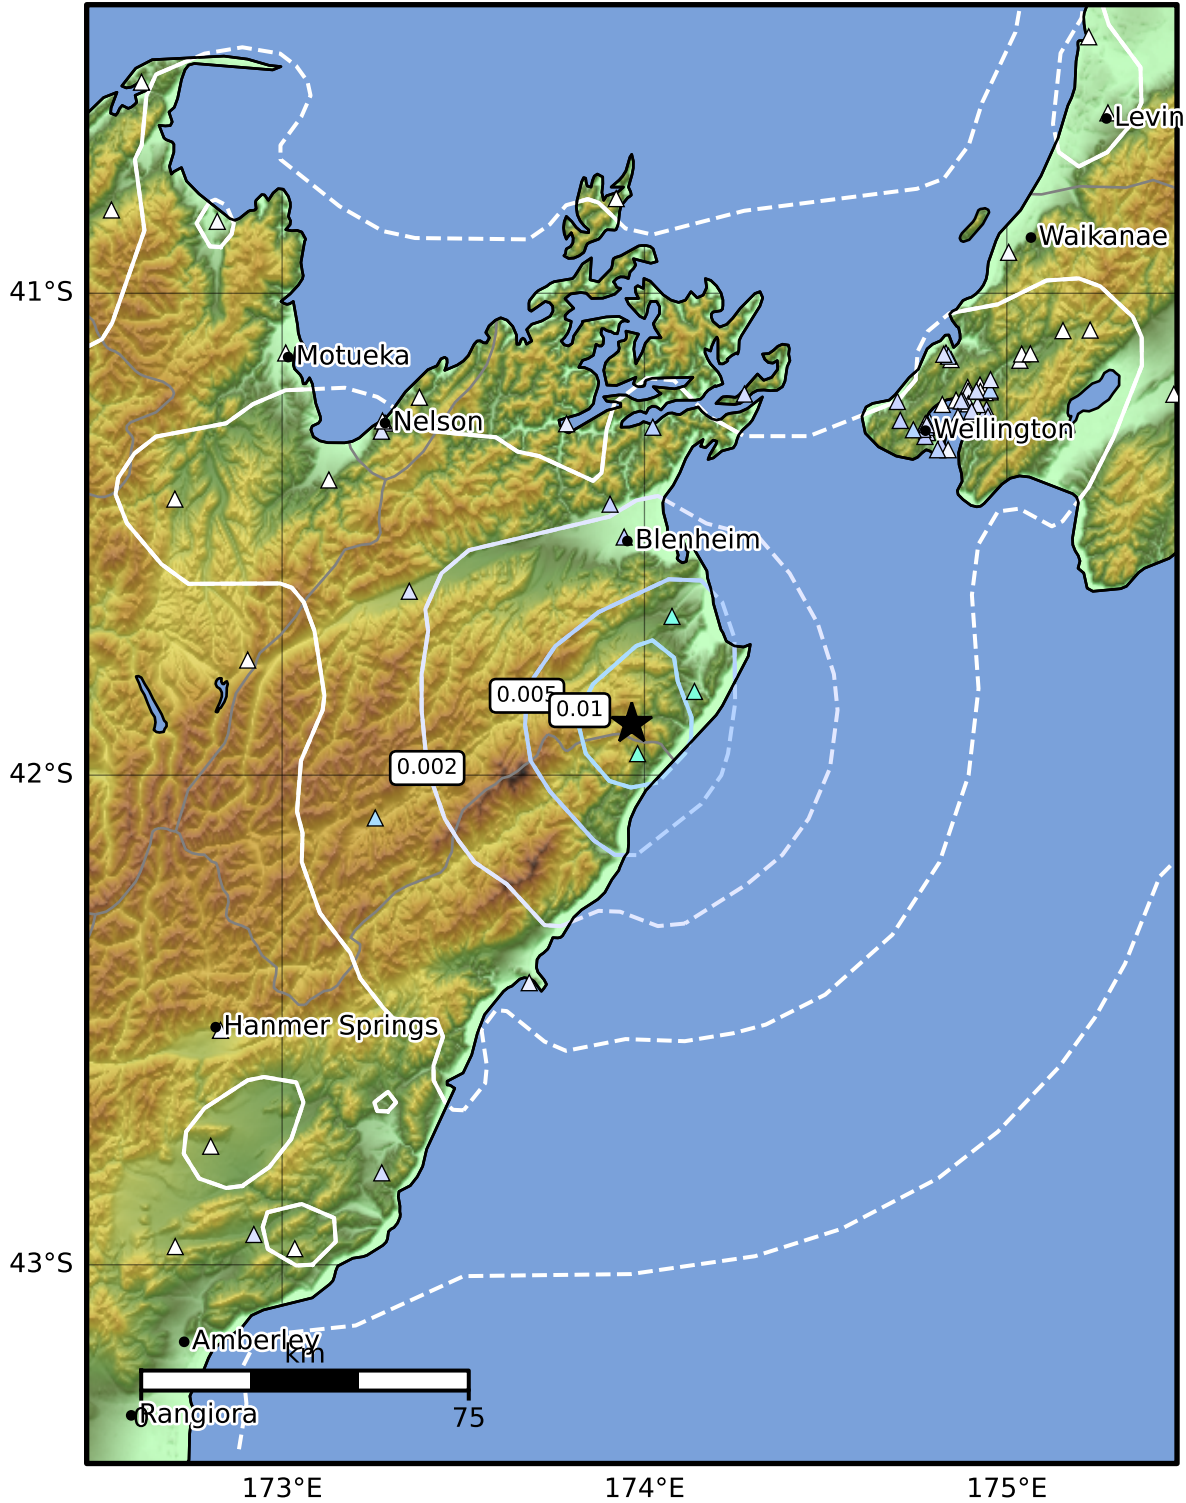 Levin
Waikanae
41°S
Motueka
Nelson
Wellington
Blenheim
0.005
0.01
0.002
42°S
Hanmer Springs
43°S
Amberley
km
0
75
Rangiora
173°E
174°E
175°E